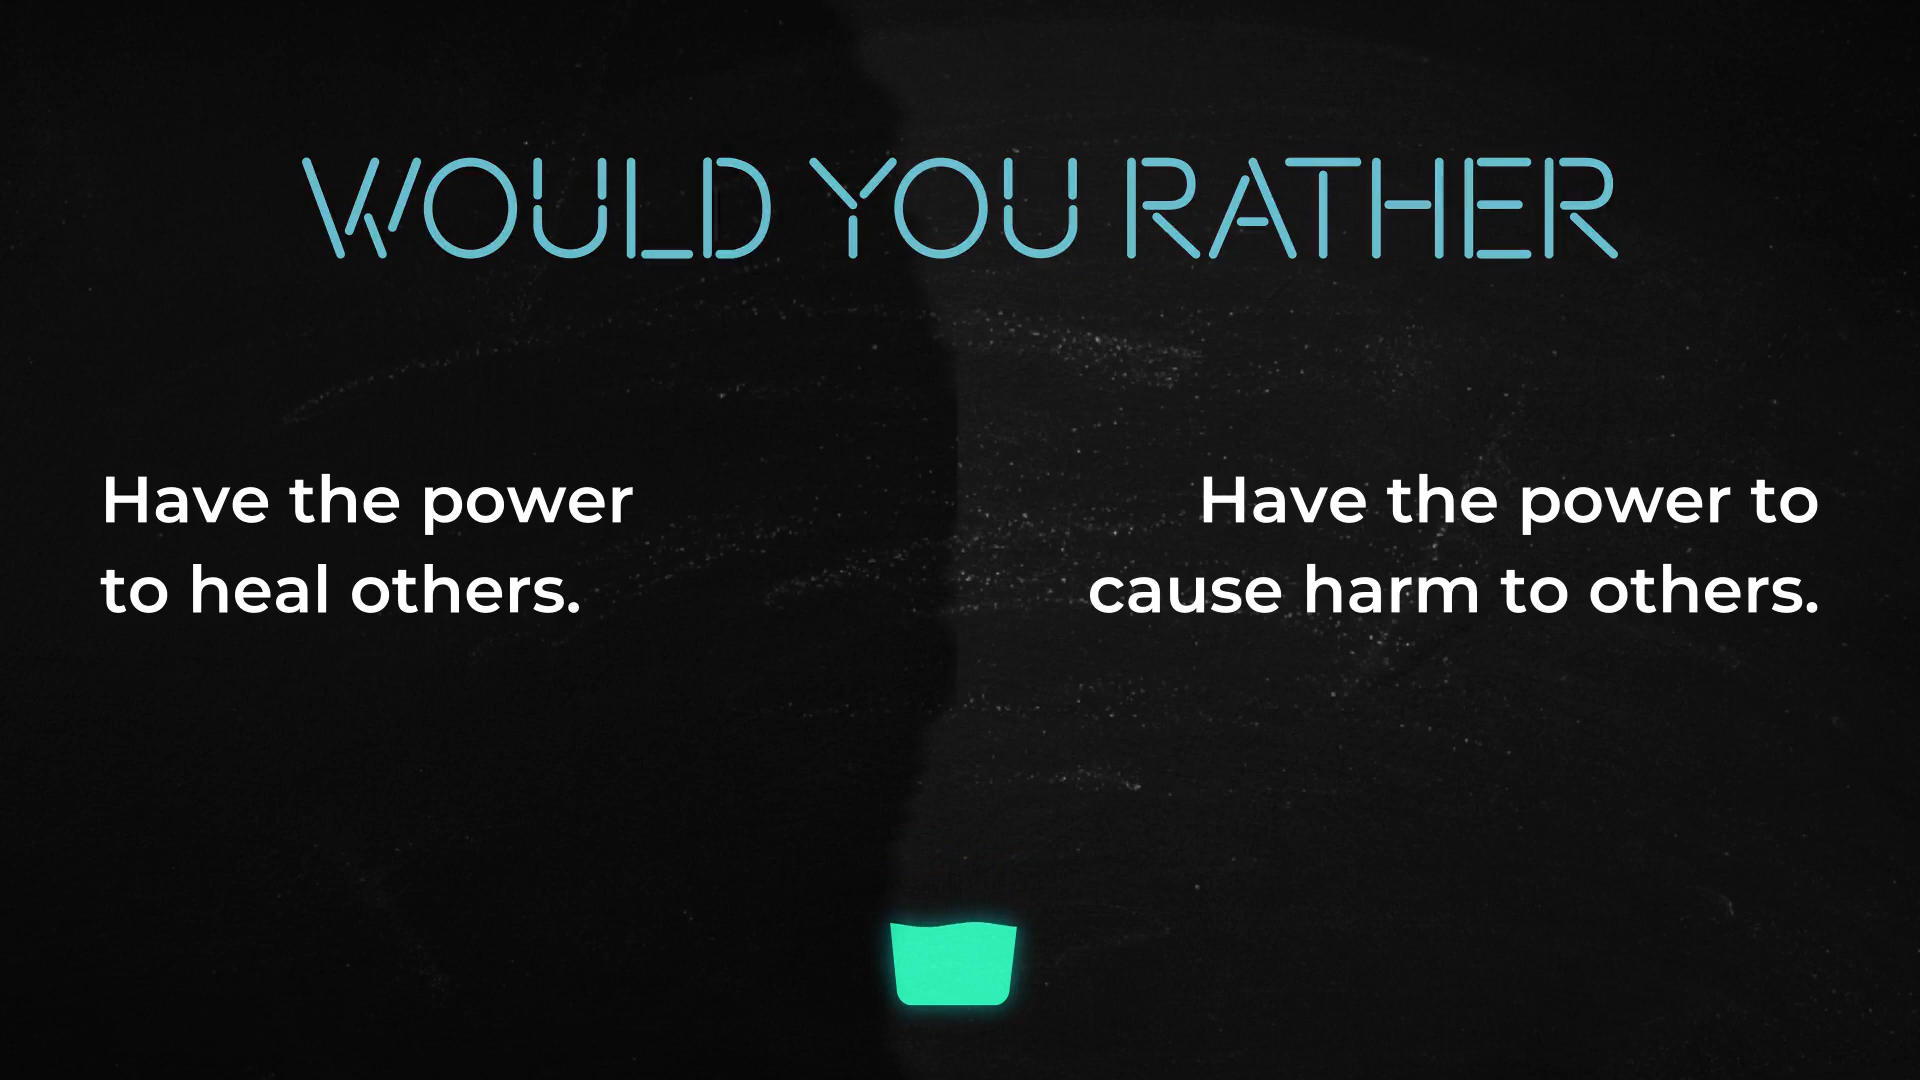 WOULD YOU RATHER
Have the power
to heal others.
Have the power to
cause harm to others.